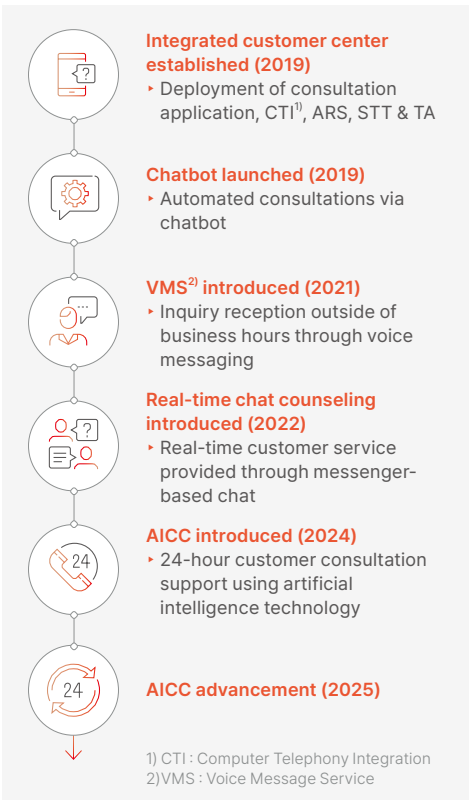 ?
Integrated customer center
established (2019)
‣ Deployment of consultation
application, CTI1), ARS, STT & TA
Chatbot launched (2019)
‣ Automated consultations via
chatbot
VMS2) introduced (2021)
‣ Inquiry reception outside of
business hours through voice
messaging
?
Real-time chat counseling
introduced (2022)
‣ Real-time customer service
provided through messenger-
based chat
24
AICC introduced (2024)
‣ 24-hour customer consultation
support using artificial
intelligence technology
24
AICC advancement (2025)
1) CTI : Computer Telephony Integration
2)VMS : Voice Message Service